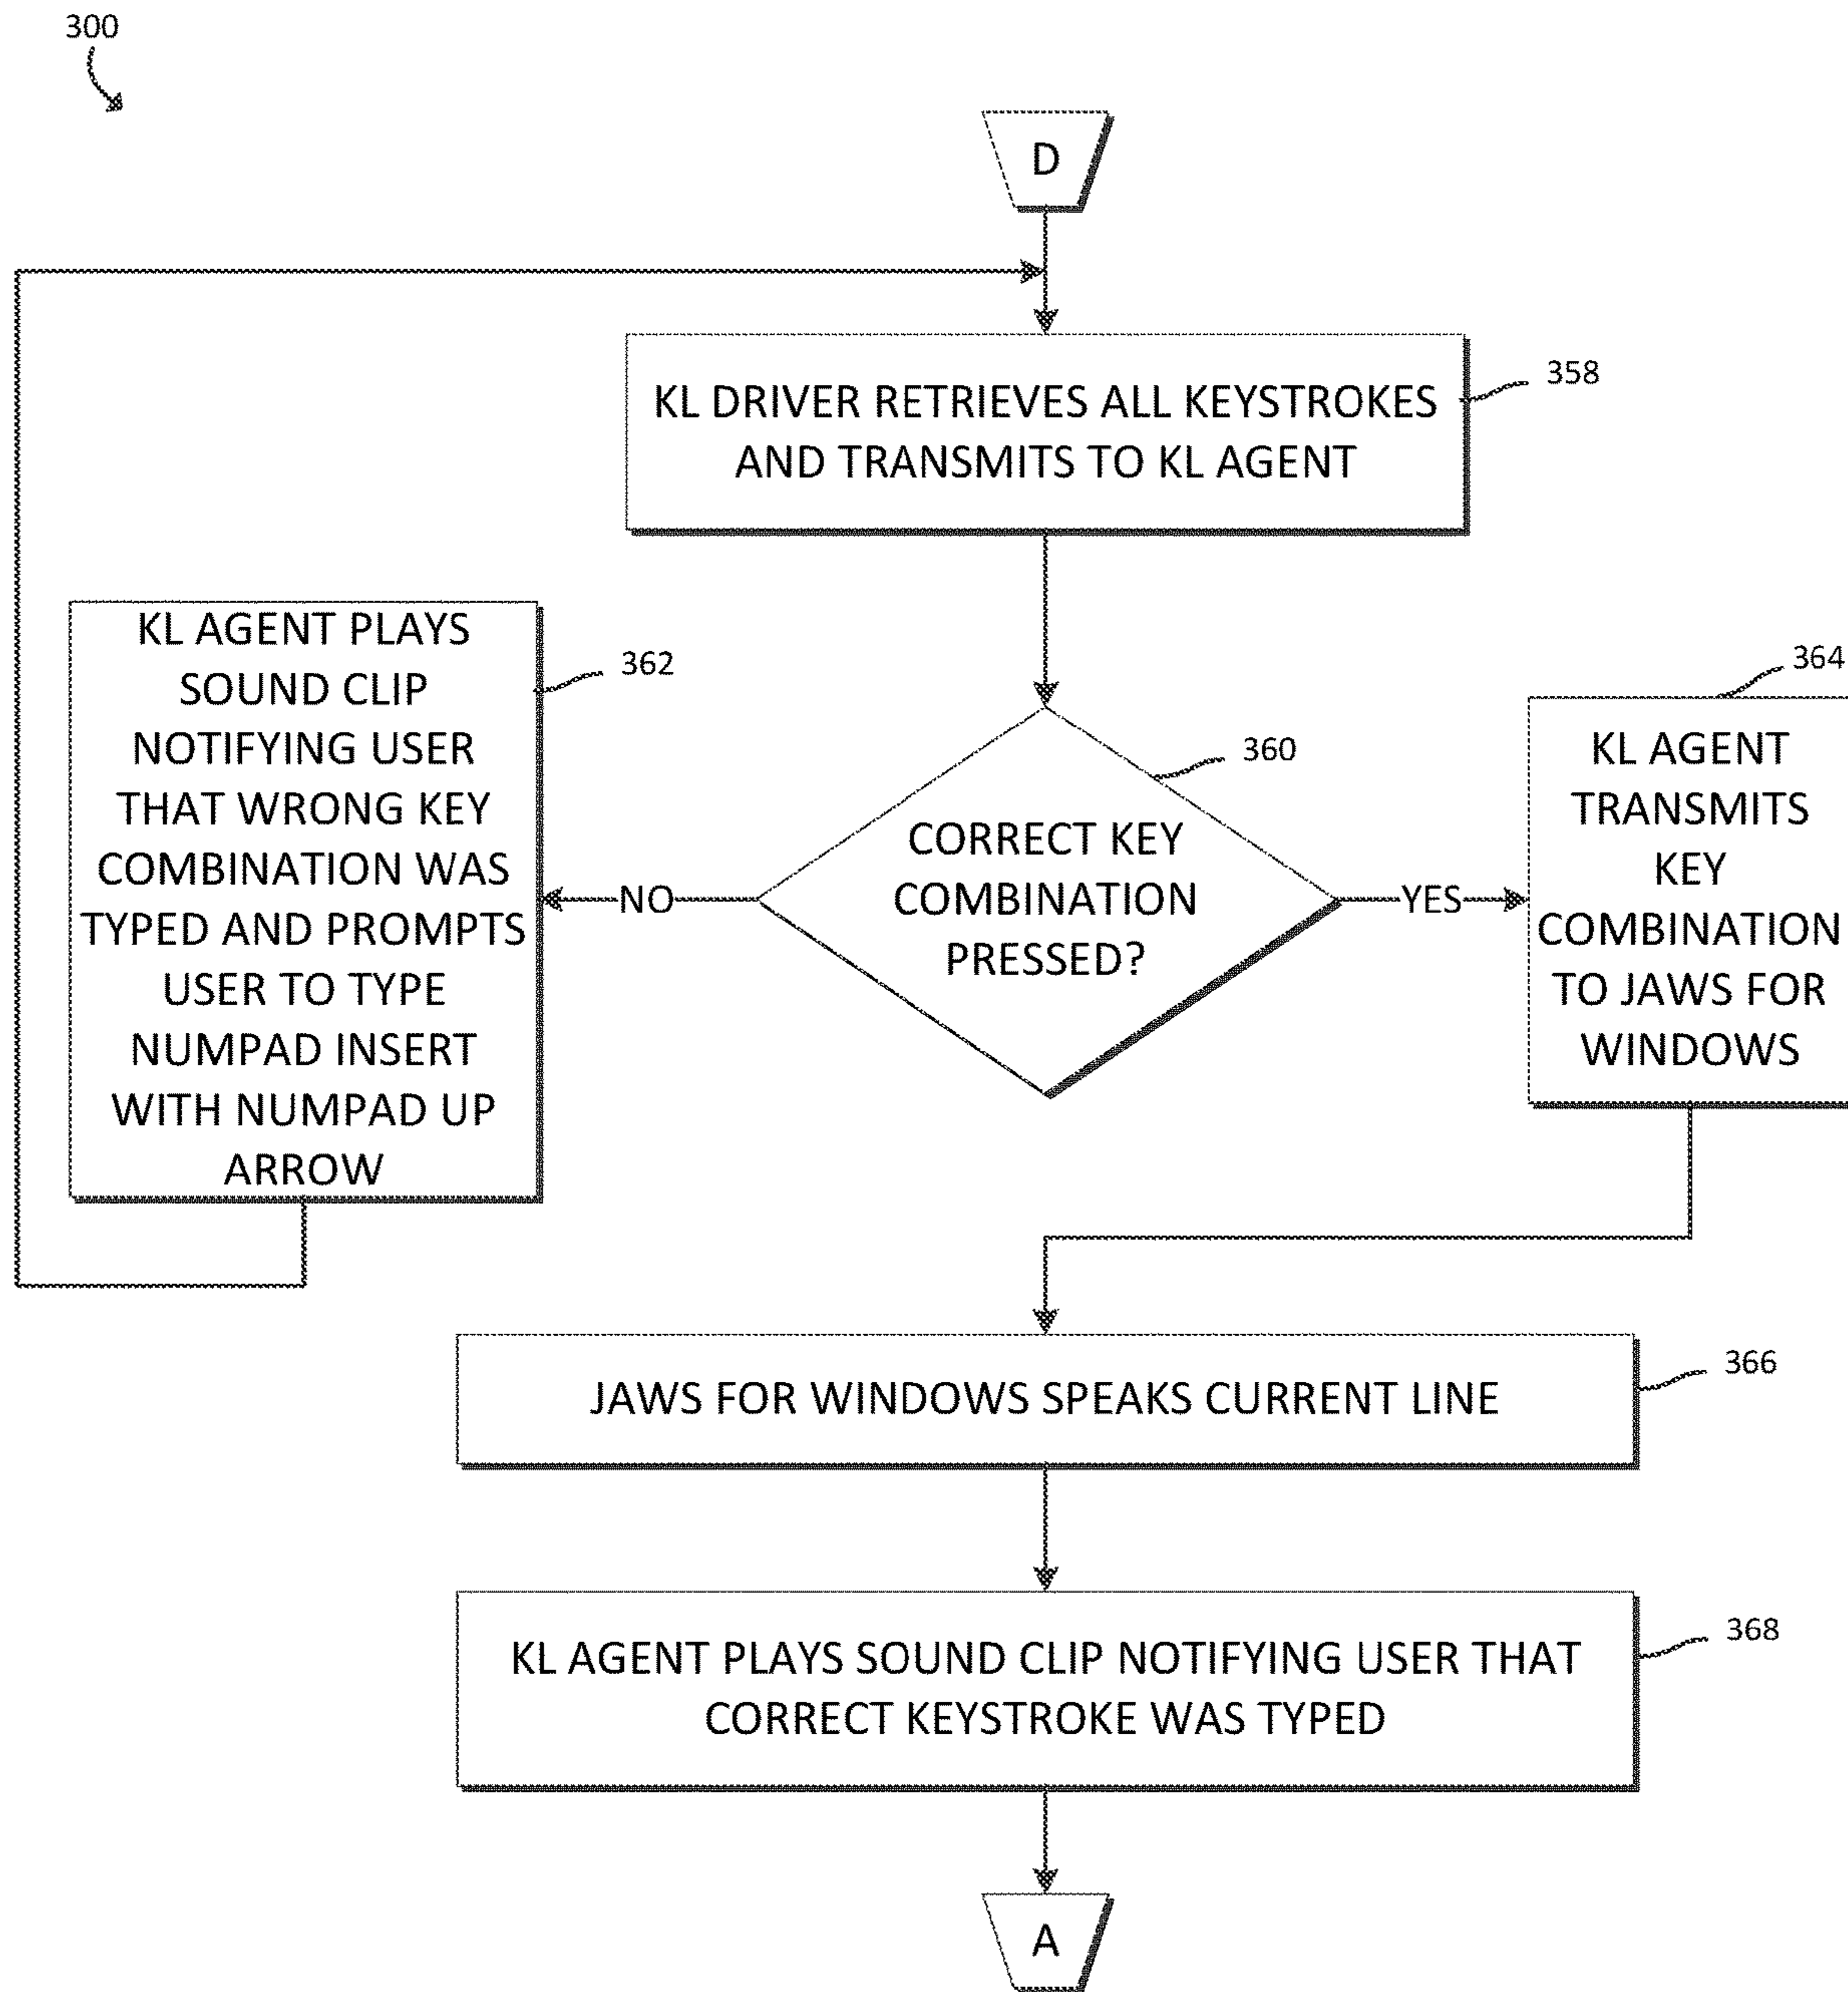 300
D
KL DRIVER RETRIEVES ALL KEYSTROKES
AND TRANSMITS TO KL AGENT
358
KL AGENT PLAYS
SOUND CLIP
NOTIFYING USER
THAT WRONG KEY
COMBINATION WAS
TYPED AND PROMPTS
USER TO TYPE
NUMPAD INSERT
WITH NUMPAD UP
ARROW
362
NO
CORRECT KEY
COMBINATION
PRESSED?
360
YES
KL AGENT
TRANSMITS
KEY
COMBINATION
TO JAWS FOR
WINDOWS
364
JAWS FOR WINDOWS SPEAKS CURRENT LINE
366
KL AGENT PLAYS SOUND CLIP NOTIFYING USER THAT
CORRECT KEYSTROKE WAS TYPED
368
A